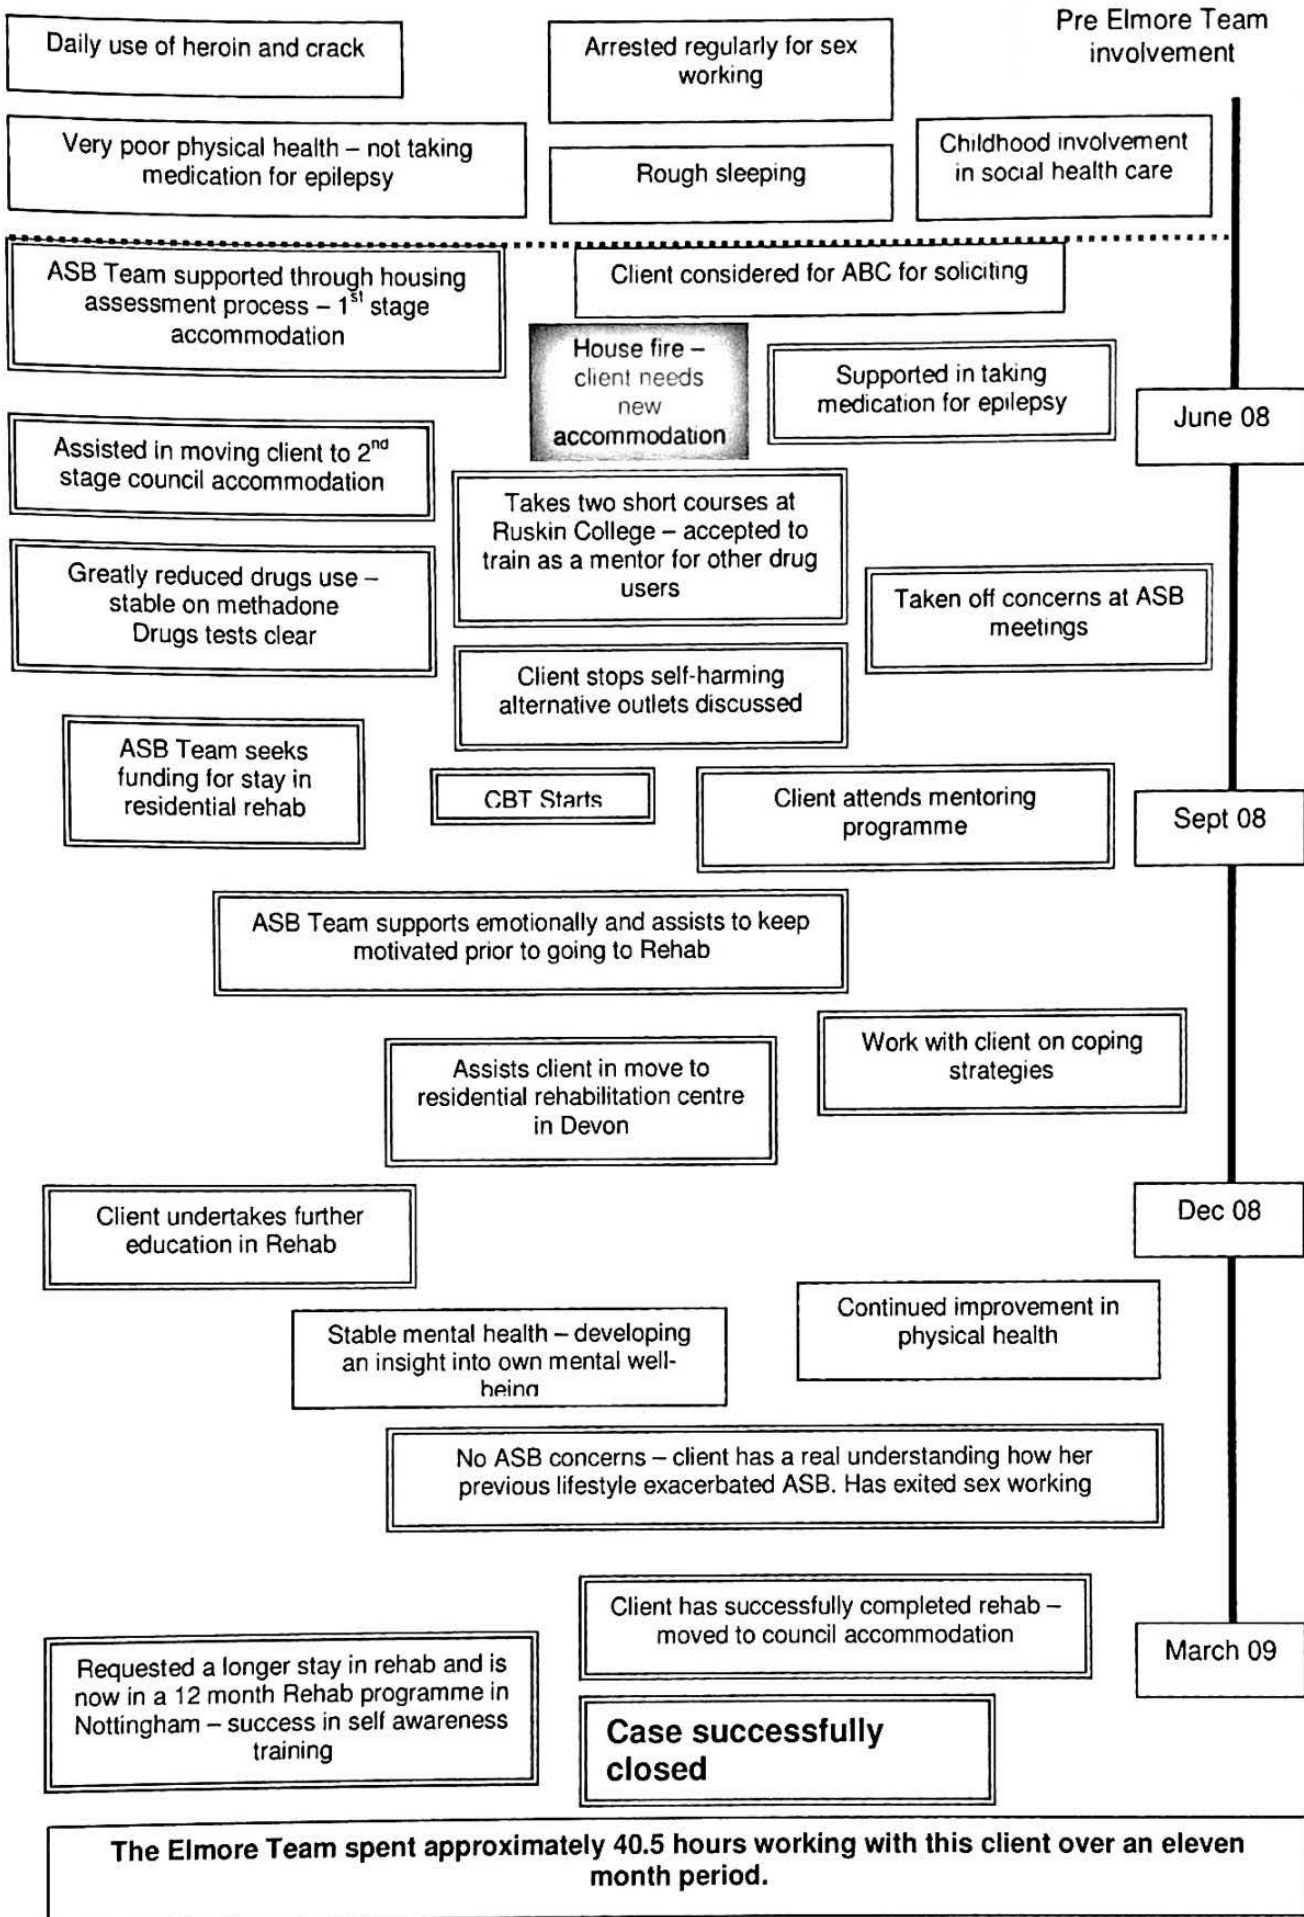 Pre Elmore Team
involvement
Daily use of heroin and crack
Arrested regularly for sex
working
Very poor physical health – not taking
medication for epilepsy
Rough sleeping
Childhood involvement
in social health care
ASB Team supported through housing
assessment process – 1st stage
accommodation
Client considered for ABC for soliciting
House fire –
client needs
new
accommodation
Supported in taking
medication for epilepsy
June 08
Assisted in moving client to 2nd
stage council accommodation
Takes two short courses at
Ruskin College – accepted to
train as a mentor for other drug
users
Greatly reduced drugs use –
stable on methadone
Drugs tests clear
Taken off concerns at ASB
meetings
Client stops self-harming
alternative outlets discussed
ASB Team seeks
funding for stay in
residential rehab
CBT Starts
Client attends mentoring
programme
Sept 08
ASB Team supports emotionally and assists to keep
motivated prior to going to Rehab
Work with client on coping
strategies
Assists client in move to
residential rehabilitation centre
in Devon
Client undertakes further
education in Rehab
Dec 08
Stable mental health – developing
an insight into own mental well-
being
Continued improvement in
physical health
No ASB concerns – client has a real understanding how her
previous lifestyle exacerbated ASB. Has exited sex working
Client has successfully completed rehab –
moved to council accommodation
March 09
Requested a longer stay in rehab and is
now in a 12 month Rehab programme in
Nottingham – success in self awareness
training
Case successfully
closed
The Elmore Team spent approximately 40.5 hours working with this client over an eleven
month period.